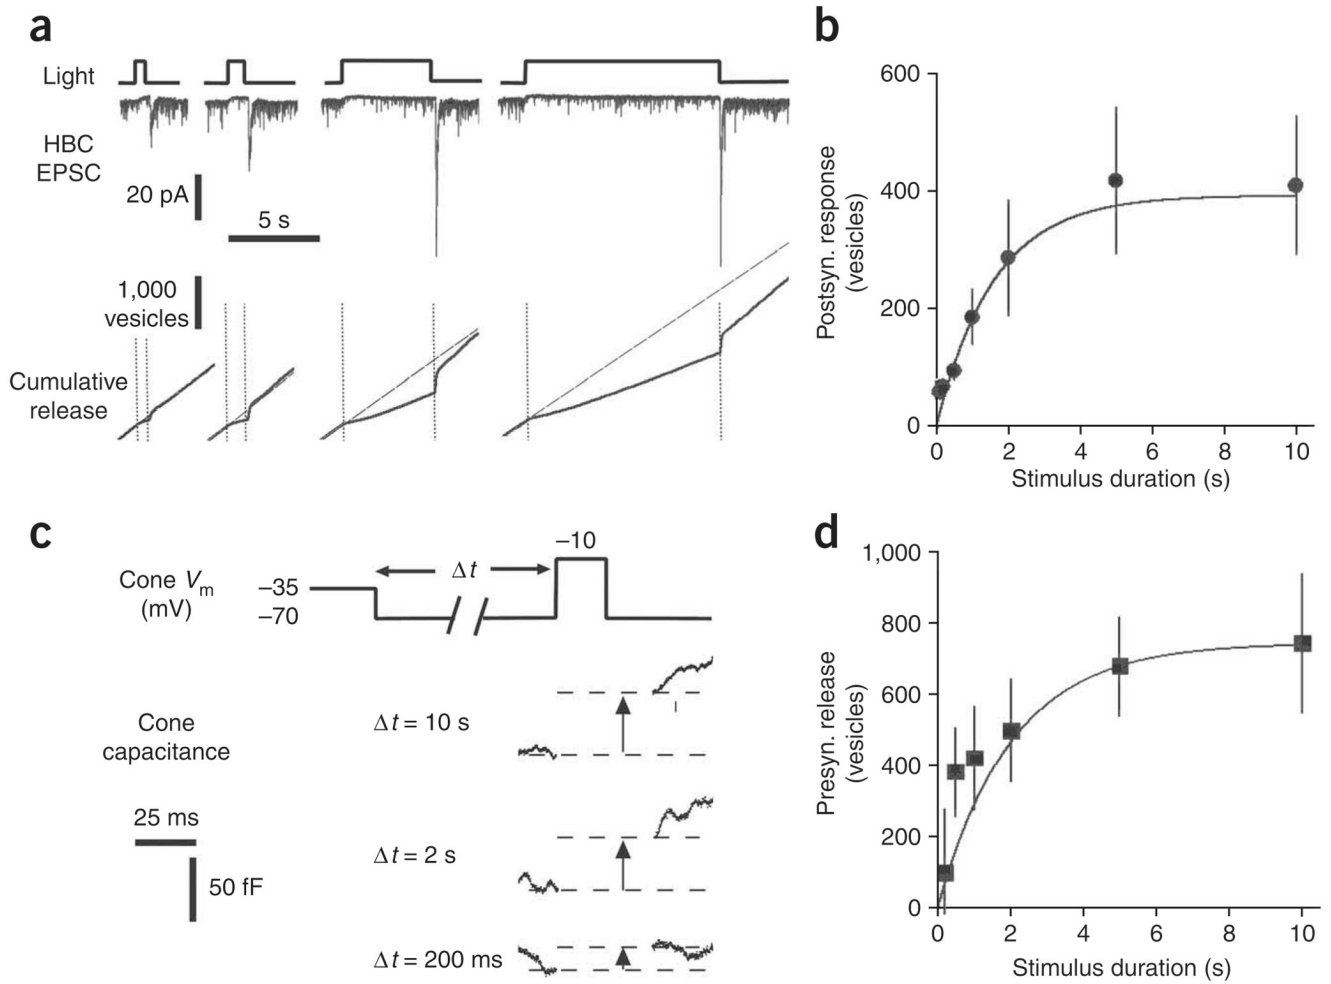 a
Light
HBC
EPSC
20 pA
5 s
1,000
vesicles
Cumulative
release
b
600
400
200
0
Postsyn. response
(vesicles)
0 2 4 6 8 10
Stimulus duration (s)
c
Cone Vm
(mV)
–35
–70
Δt
–10
Cone
capacitance
25 ms
50 fF
Δt = 10 s
Δt = 2 s
Δt = 200 ms
d
1,000
800
600
400
200
0
Presyn. release
(vesicles)
0 2 4 6 8 10
Stimulus duration (s)